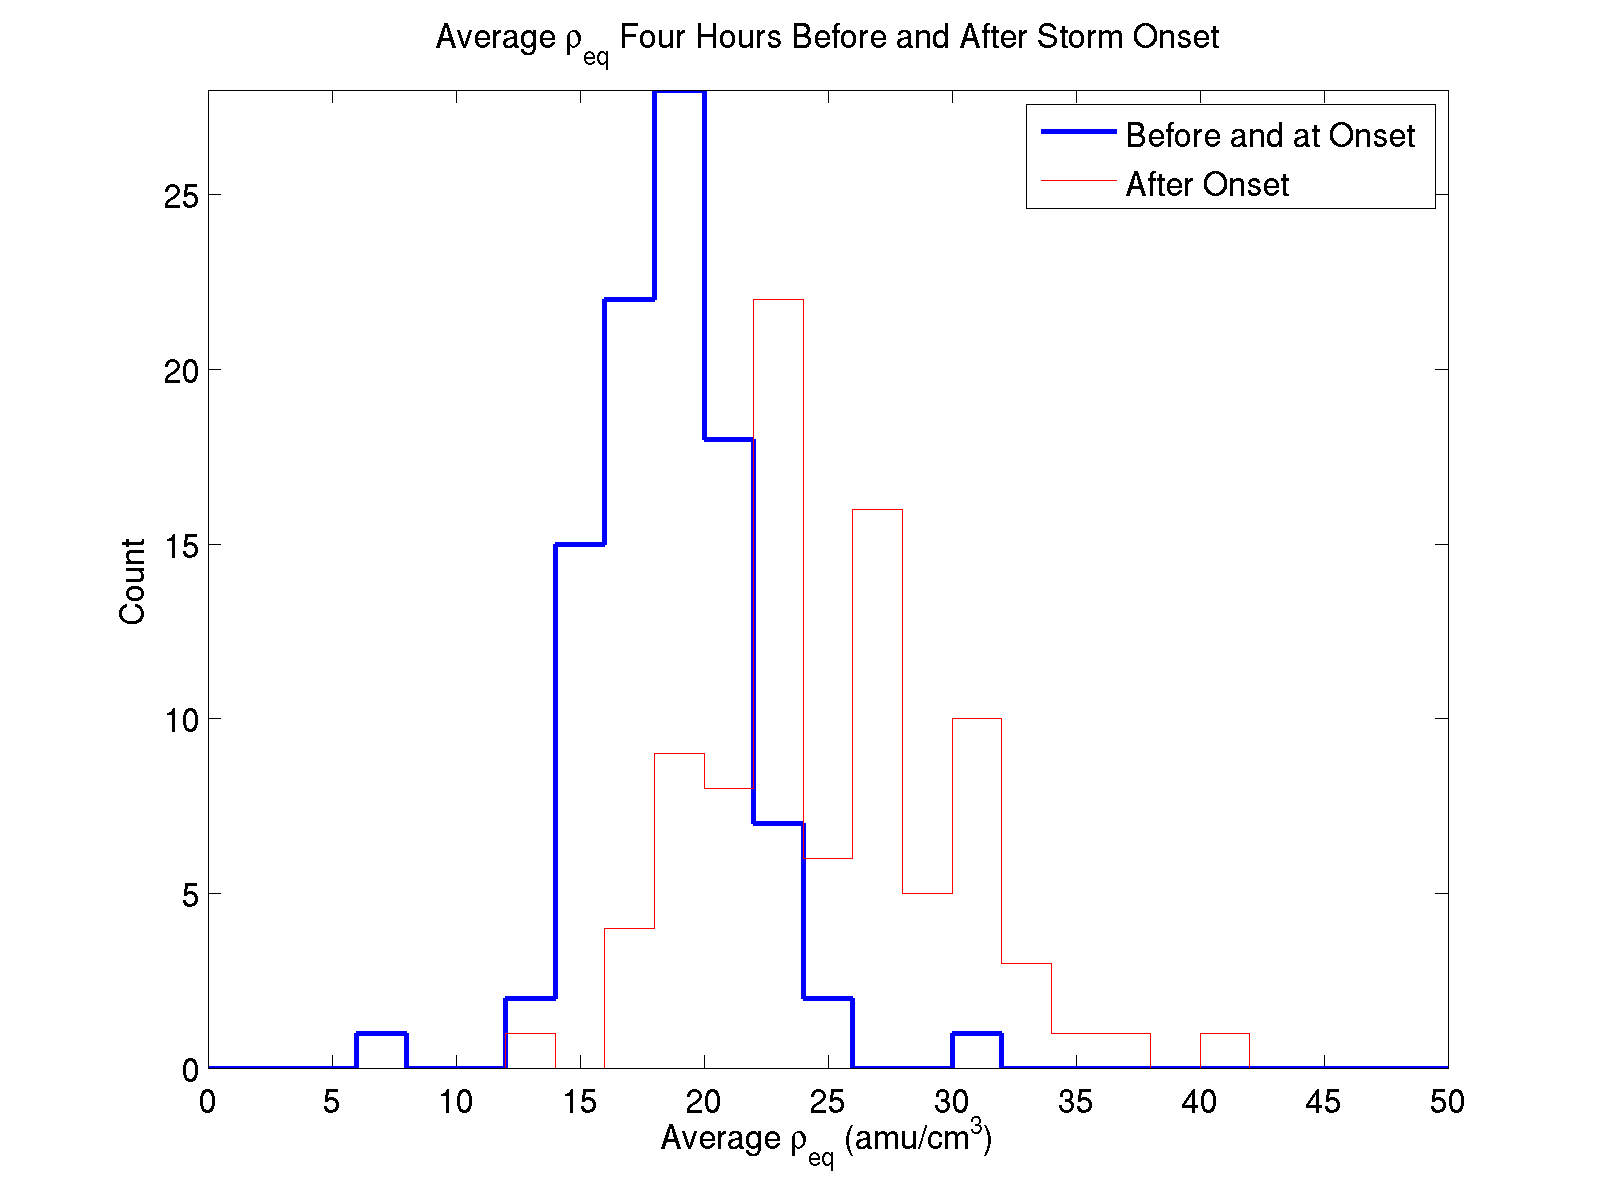 Average ρeq Four Hours Before and After Storm Onset
Before and at Onset
After Onset
25
20
15
10
5
0
Count
0 5 10 15 20 25 30 35 40 45 50
Average ρeq (amu/cm³)